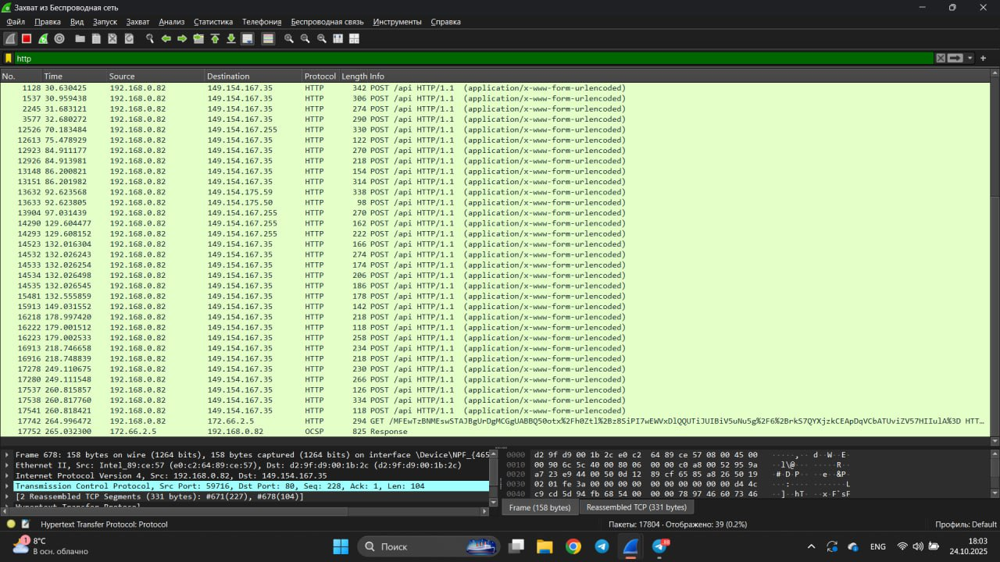 Захват из Беспроводная сеть
Файл Правка Вид Запуск Захват Анализ Статистика Телефония Беспроводная связь Инструменты Справка
http
No. Time Source Destination Protocol Length Info
1128 30.630425 192.168.0.82 149.154.167.35 HTTP 342 POST /api HTTP/1.1 (application/x-www-form-urlencoded)
1537 30.959438 192.168.0.82 149.154.167.35 HTTP 306 POST /api HTTP/1.1 (application/x-www-form-urlencoded)
2245 31.683121 192.168.0.82 149.154.167.35 HTTP 274 POST /api HTTP/1.1 (application/x-www-form-urlencoded)
3577 32.680272 192.168.0.82 149.154.167.35 HTTP 290 POST /api HTTP/1.1 (application/x-www-form-urlencoded)
12526 70.183484 192.168.0.82 149.154.167.255 HTTP 330 POST /api HTTP/1.1 (application/x-www-form-urlencoded)
12613 75.478929 192.168.0.82 149.154.167.35 HTTP 122 POST /api HTTP/1.1 (application/x-www-form-urlencoded)
12923 84.911177 192.168.0.82 149.154.167.35 HTTP 270 POST /api HTTP/1.1 (application/x-www-form-urlencoded)
12926 84.913981 192.168.0.82 149.154.167.35 HTTP 218 POST /api HTTP/1.1 (application/x-www-form-urlencoded)
13148 86.200821 192.168.0.82 149.154.167.35 HTTP 154 POST /api HTTP/1.1 (application/x-www-form-urlencoded)
13151 86.201982 192.168.0.82 149.154.167.35 HTTP 314 POST /api HTTP/1.1 (application/x-www-form-urlencoded)
13632 92.623568 192.168.0.82 149.154.175.59 HTTP 338 POST /api HTTP/1.1 (application/x-www-form-urlencoded)
13633 92.623805 192.168.0.82 149.154.175.50 HTTP 98 POST /api HTTP/1.1 (application/x-www-form-urlencoded)
13904 97.031439 192.168.0.82 149.154.167.255 HTTP 270 POST /api HTTP/1.1 (application/x-www-form-urlencoded)
14290 129.604477 192.168.0.82 149.154.167.255 HTTP 162 POST /api HTTP/1.1 (application/x-www-form-urlencoded)
14293 129.608152 192.168.0.82 149.154.167.255 HTTP 222 POST /api HTTP/1.1 (application/x-www-form-urlencoded)
14523 132.016304 192.168.0.82 149.154.167.35 HTTP 166 POST /api HTTP/1.1 (application/x-www-form-urlencoded)
14532 132.026243 192.168.0.82 149.154.167.35 HTTP 274 POST /api HTTP/1.1 (application/x-www-form-urlencoded)
14533 132.026254 192.168.0.82 149.154.167.35 HTTP 174 POST /api HTTP/1.1 (application/x-www-form-urlencoded)
14534 132.026498 192.168.0.82 149.154.167.35 HTTP 206 POST /api HTTP/1.1 (application/x-www-form-urlencoded)
14535 132.026545 192.168.0.82 149.154.167.35 HTTP 186 POST /api HTTP/1.1 (application/x-www-form-urlencoded)
15481 132.555859 192.168.0.82 149.154.167.35 HTTP 178 POST /api HTTP/1.1 (application/x-www-form-urlencoded)
15913 149.031552 192.168.0.82 149.154.167.35 HTTP 142 POST /api HTTP/1.1 (application/x-www-form-urlencoded)
16218 178.997420 192.168.0.82 149.154.167.35 HTTP 218 POST /api HTTP/1.1 (application/x-www-form-urlencoded)
16222 179.001512 192.168.0.82 149.154.167.35 HTTP 118 POST /api HTTP/1.1 (application/x-www-form-urlencoded)
16223 179.002533 192.168.0.82 149.154.167.35 HTTP 258 POST /api HTTP/1.1 (application/x-www-form-urlencoded)
16913 218.746658 192.168.0.82 149.154.167.35 HTTP 234 POST /api HTTP/1.1 (application/x-www-form-urlencoded)
16916 218.748839 192.168.0.82 149.154.167.35 HTTP 218 POST /api HTTP/1.1 (application/x-www-form-urlencoded)
17278 249.110675 192.168.0.82 149.154.167.35 HTTP 230 POST /api HTTP/1.1 (application/x-www-form-urlencoded)
17280 249.111548 192.168.0.82 149.154.167.35 HTTP 266 POST /api HTTP/1.1 (application/x-www-form-urlencoded)
17537 260.815857 192.168.0.82 149.154.167.35 HTTP 126 POST /api HTTP/1.1 (application/x-www-form-urlencoded)
17538 260.817760 192.168.0.82 149.154.167.35 HTTP 334 POST /api HTTP/1.1 (application/x-www-form-urlencoded)
17541 260.818421 192.168.0.82 149.154.167.35 HTTP 118 POST /api HTTP/1.1 (application/x-www-form-urlencoded)
17742 264.996472 192.168.0.82 172.66.2.5 HTTP 294 GET /MFEwTzBNMEswSTAJBgUrDgMCGgUABBQ50otx%2Fh0Ztl%2Bz8SiPI7wEWVxDlQQUTiJUIBiV5uNu5g%2F6%2BrkS7QYXjzkCEApDqVCbATUviZV57HIIulA%3D HTT…
17752 265.032300 172.66.2.5 192.168.0.82 OCSP 825 Response
Frame 678: 158 bytes on wire (1264 bits), 158 bytes captured (1264 bits) on interface \Device\NPF_{465
Ethernet II, Src: Intel_89:ce:57 (e0:c2:64:89:ce:57), Dst: d2:9f:d9:00:1b:2c (d2:9f:d9:00:1b:2c)
Internet Protocol Version 4, Src: 192.168.0.82, Dst: 149.154.167.35
Transmission Control Protocol, Src Port: 59716, Dst Port: 80, Seq: 228, Ack: 1, Len: 104
[2 Reassembled TCP Segments (331 bytes): #671(227), #678(104)]
0000 d2 9f d9 00 1b 2c e0 c2 64 89 ce 57 08 00 45 00 ·····,·· d··W··E·
0010 00 90 6c 5c 40 00 80 06 00 00 c0 a8 00 52 95 9a ··l\@··· ·····R··
0020 a7 23 e9 44 00 50 0d 12 89 cf 65 85 a8 26 50 19 ·#·D·P·· ··e··&P·
0030 02 01 fe 3a 00 00 00 00 00 00 00 00 00 00 d4 4c ···:···· ·······L
0040 c9 cd 5d 94 fb 68 54 00 00 00 78 97 46 60 73 46 ··]··hT· ··x·F`sF
Frame (158 bytes) Reassembled TCP (331 bytes)
Hypertext Transfer Protocol: Protocol
Пакеты: 17804 · Отображено: 39 (0.2%)
Профиль: Default
1
8°C
В осн. облачно
Поиск
88
ENG
18:03
24.10.2025